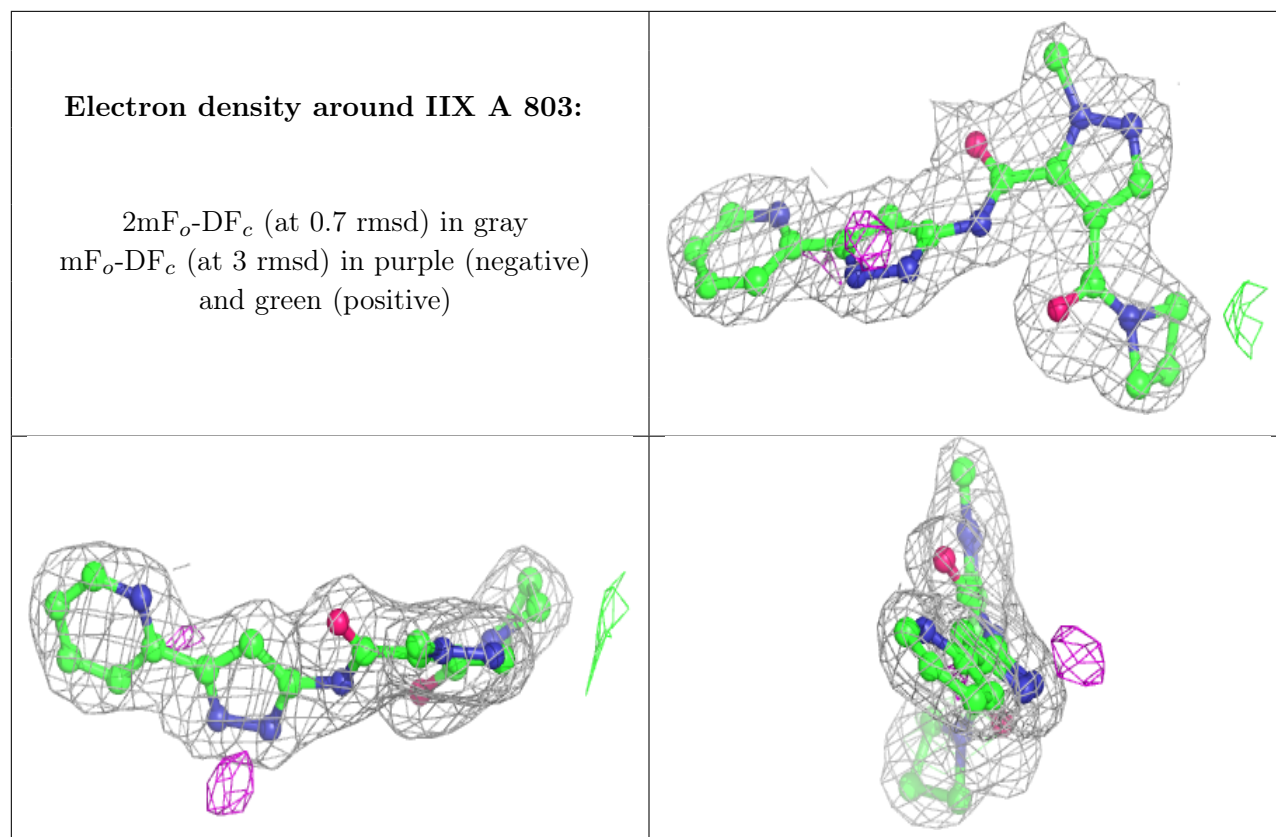 Electron density around IIX A 803:
2mFo-DFc (at 0.7 rmsd) in gray
mFo-DFc (at 3 rmsd) in purple (negative)
and green (positive)